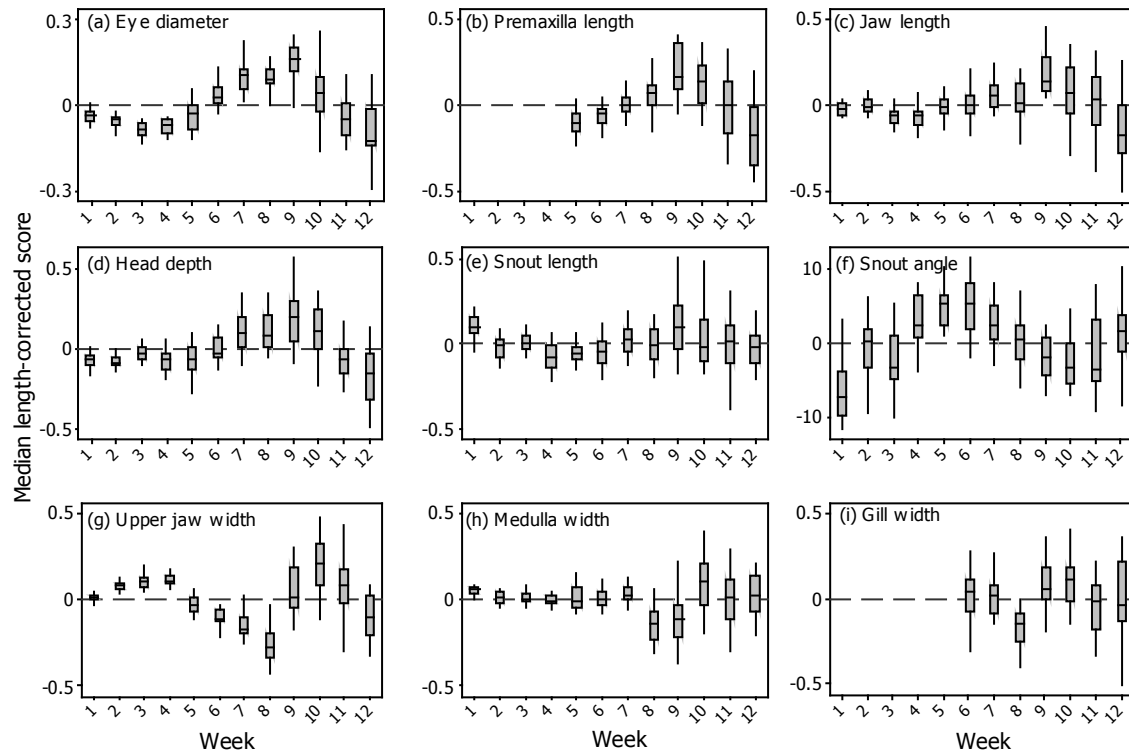 Median length-corrected score
(a) Eye diameter
0.3
0
-0.3
1 2 3 4 5 6 7 8 9 10 11 12
(b) Premaxilla length
0.5
0
-0.5
1 2 3 4 5 6 7 8 9 10 11 12
(c) Jaw length
0.5
0
-0.5
1 2 3 4 5 6 7 8 9 10 11 12
(d) Head depth
0.5
0
-0.5
1 2 3 4 5 6 7 8 9 10 11 12
(e) Snout length
0.5
0
0.5
1 2 3 4 5 6 7 8 9 10 11 12
(f) Snout angle
10
0
-10
1 2 3 4 5 6 7 8 9 10 11 12
(g) Upper jaw width
0.5
0
-0.5
1 2 3 4 5 6 7 8 9 10 11 12
Week
(h) Medulla width
0.5
0
-0.5
1 2 3 4 5 6 7 8 9 10 11 12
Week
(i) Gill width
0.5
0
-0.5
1 2 3 4 5 6 7 8 9 10 11 12
Week